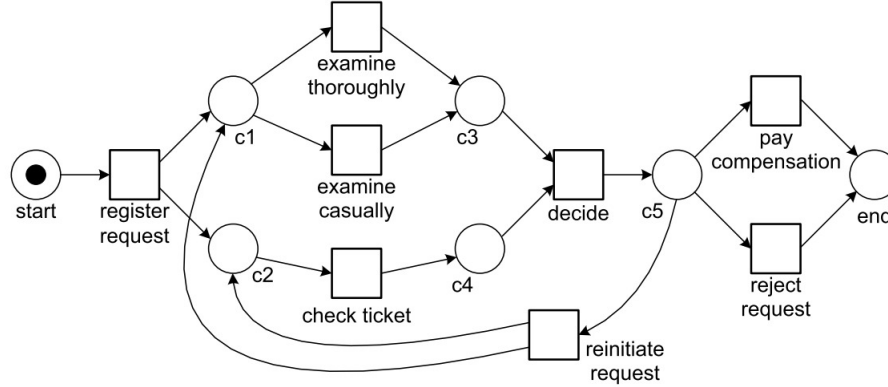 examine
thoroughly
c1
c3
pay
compensation
examine
casually
start
register
request
decide
c5
end
c2
c4
check ticket
reject
request
reinitiate
request